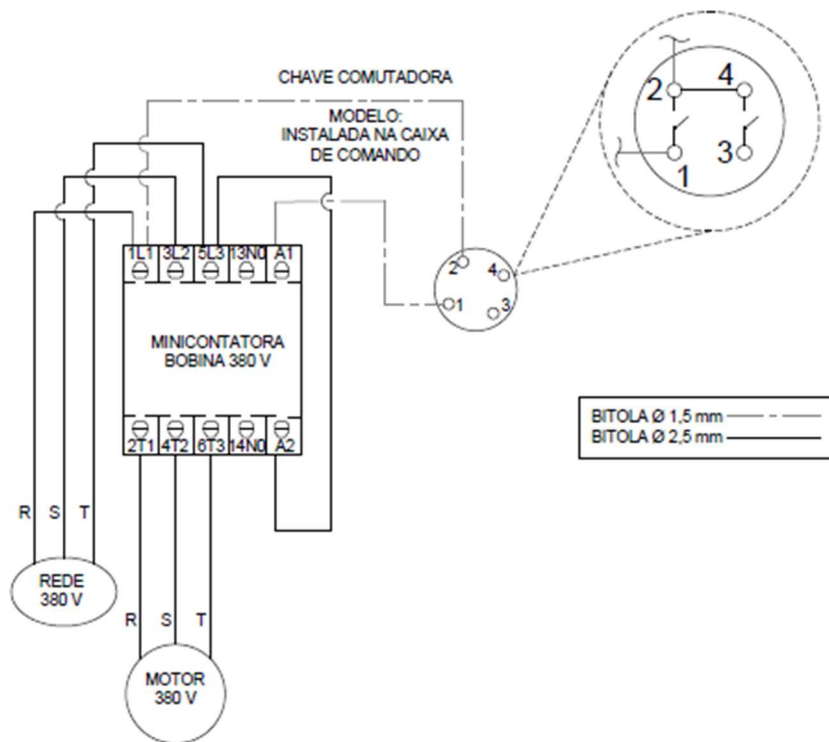 CHAVE COMUTADORA
MODELO:
INSTALADA NA CAIXA
DE COMANDO
2 4
1 3
1L1 3L2 5L3 13N0 A1
2 4
1 3
MINICONTATORA
BOBINA 380 V
BITOLA Ø 1,5 mm
BITOLA Ø 2,5 mm
2T1 4T2 6T3 14N0 A2
R S T
REDE
380 V
R S T
MOTOR
380 V